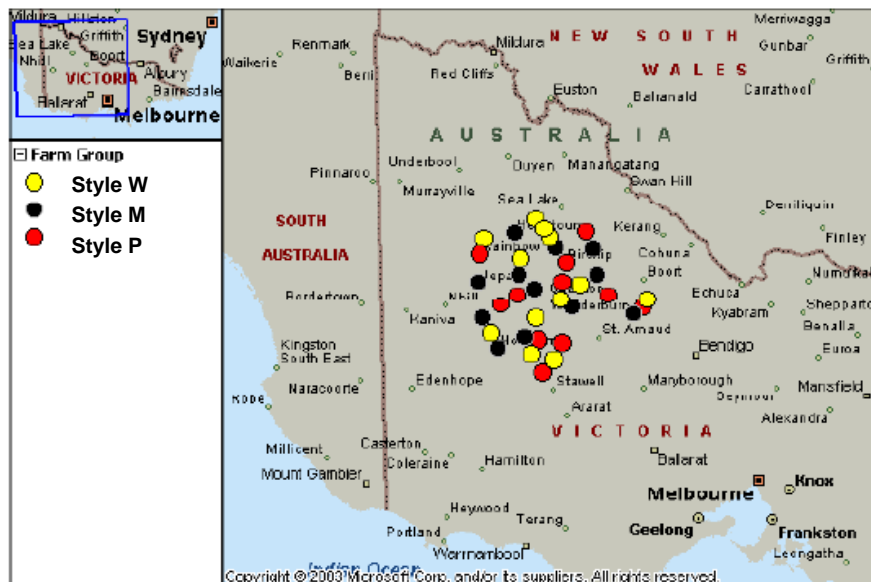 Mildura
Hillston
Griffith
Sydney
Sea Lake
Boort
Nhill
VICTORIA
Albury
Ballarat
Bairnsdale
Melbourne
Farm Group
Style W
Style M
Style P
Renmark
Mildura
NEW SOUTH
Merriwagga
Gunbar
Waikerie
Berri
Red Cliffs
WALES
Griffith
Carrathool
Euston
Balranald
AUSTRALIA
Underbool
Ouyen
Manangatang
Pinnaroo
Murrayville
Swan Hill
Sea Lake
Deniliquin
SOUTH
Kerang
Finley
AUSTRALIA
Birchip
Cohuna
Boort
Echuca
Bordertown
Nhill
Kyabram
Kaniva
St. Arnaud
Benalla
Kingston
South East
Bendigo
Euroa
Naracoorte
Edenhope
Stawell
Maryborough
Seymour
Mansfield
Robe
Ararat
Alexandra
VICTORIA
Millicent
Casterton
Coleraine
Hamilton
Ballarat
Mount Gambier
Melbourne
Knox
Heywood
Portland
Terang
Geelong
Frankston
Warrnambool
Leongatha
Indian Ocean
Copyright © 2003 Microsoft Corp. and/or its suppliers. All rights reserved.